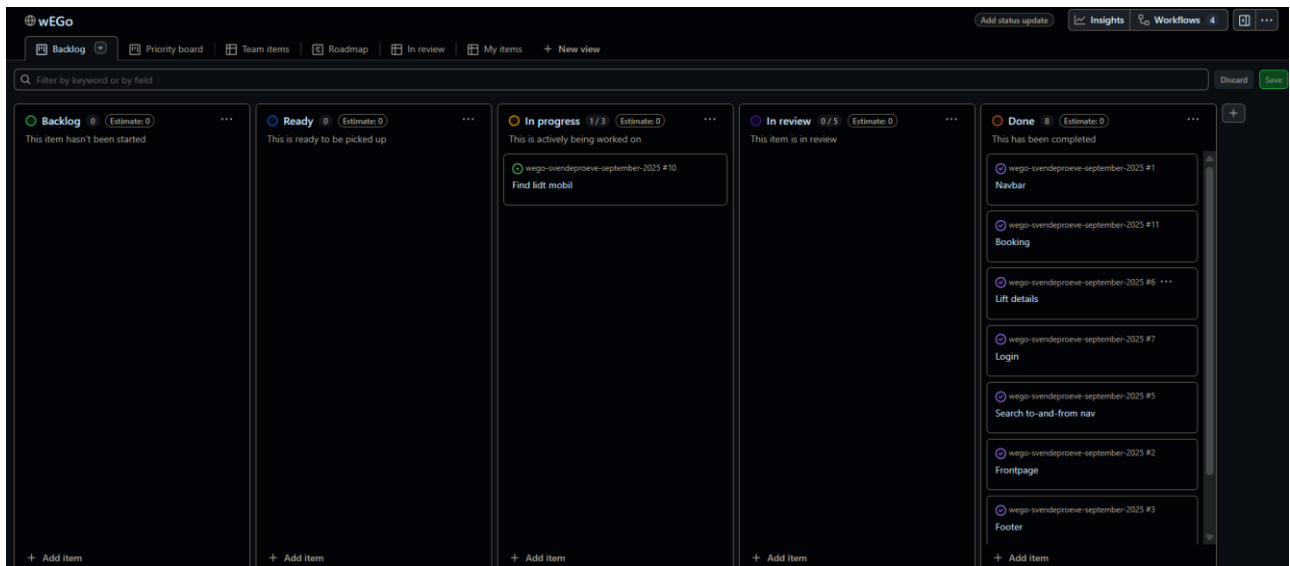 wEGo
Add status update
Insights
Workflows 4
Backlog
Priority board
Team items
Roadmap
In review
My items
+ New view
Filter by keyword or by field
Discard
Save
Backlog 0 Estimate: 0
This item hasn't been started
+ Add item
Ready 0 Estimate: 0
This is ready to be picked up
+ Add item
In progress 1 / 3 Estimate: 0
This is actively being worked on
wego-svendeproeve-september-2025 #10
Find lidt mobil
+ Add item
In review 0 / 5 Estimate: 0
This item is in review
+ Add item
Done 8 Estimate: 0
This has been completed
wego-svendeproeve-september-2025 #1
Navbar
wego-svendeproeve-september-2025 #11
Booking
wego-svendeproeve-september-2025 #6
Lift details
wego-svendeproeve-september-2025 #7
Login
wego-svendeproeve-september-2025 #5
Search to-and-from nav
wego-svendeproeve-september-2025 #2
Frontpage
wego-svendeproeve-september-2025 #3
Footer
+ Add item